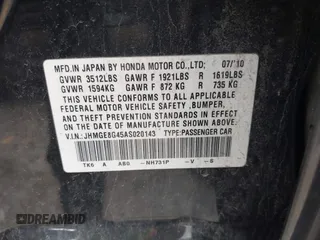 MFD. IN JAPAN BY HONDA MOTOR CO., LTD. 07/10
GVWR 3512LBS GAWR F 1921LBS R 1619LBS
GVWR 1594KG GAWR F 872 KG R 735 KG
THIS VEHICLE CONFORMS TO ALL APPLICABLE
FEDERAL MOTOR VEHICLE SAFETY, BUMPER,
AND THEFT PREVENTION STANDARDS IN EFFECT
ON THE DATE OF MANUFACTURE SHOWN ABOVE.
V.I.N.: JHMGE8G45AS020143 TYPE: PASSENGER CAR
TK6 A ABG -NH731P -V -B
DREAMBID